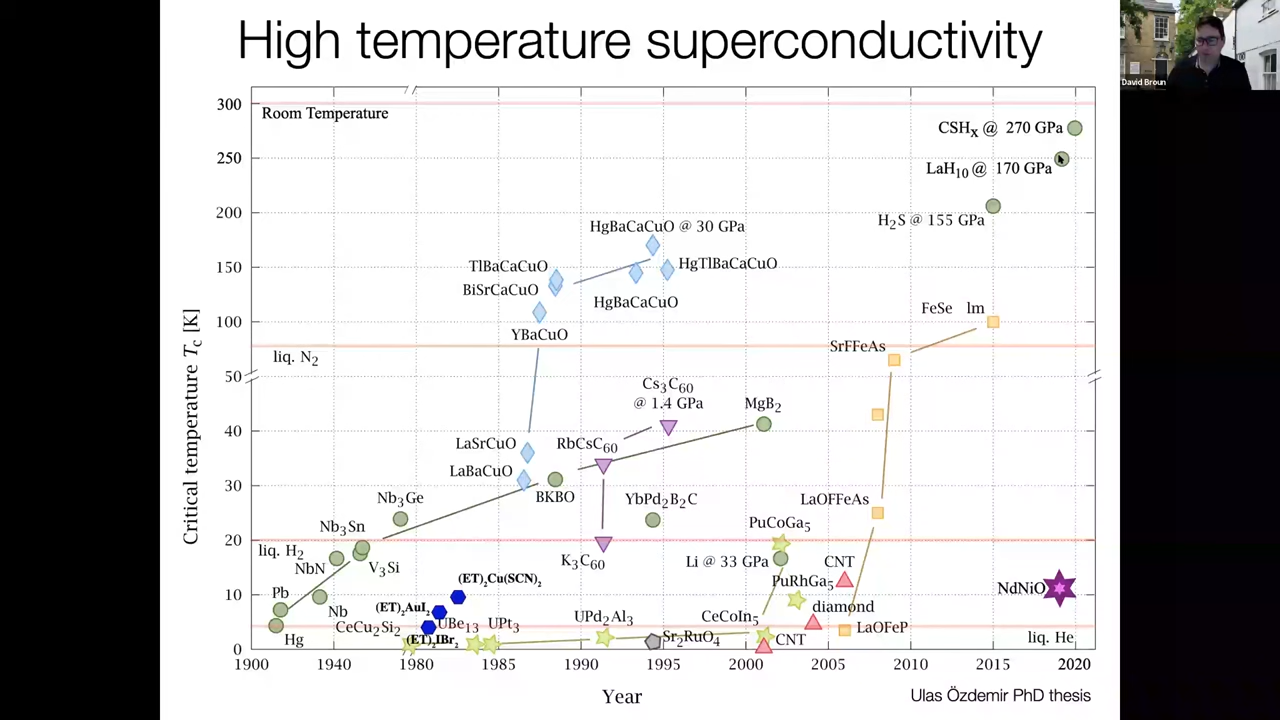 High temperature superconductivity
David Broun
300
Room Temperature
CSHx @ 270 GPa
250
LaH10 @ 170 GPa
200
H2S @ 155 GPa
HgBaCaCuO @ 30 GPa
TlBaCaCuO
HgTlBaCaCuO
150
BiSrCaCuO
HgBaCaCuO
FeSe 1m
100
YBaCuO
SrFFeAs
liq. N2
50
Cs3C60
@ 1.4 GPa
MgB2
40
LaSrCuO
RbCsC60
LaBaCuO
30
BKBO
Nb3Ge
YbPd2B2C
LaOFFeAs
Nb3Sn
PuCoGa5
20
liq. H2
V3Si
NbN
K3C60
Li @ 33 GPa
CNT
(ET)2Cu(SCN)2
PuRhGa5
NdNiO
10
Pb
Nb
(ET)2AuI2
diamond
CeCu2Si2
UBe13
UPt3
UPd2Al3
CeCoIn5
LaOFeP
Hg
(ET)2IBr2
Sr2RuO4
CNT
liq. He
0
1900
1940
1980
1985
1990
1995
2000
2005
2010
2015
2020
Critical temperature Tc [K]
Year
Ulas Özdemir PhD thesis